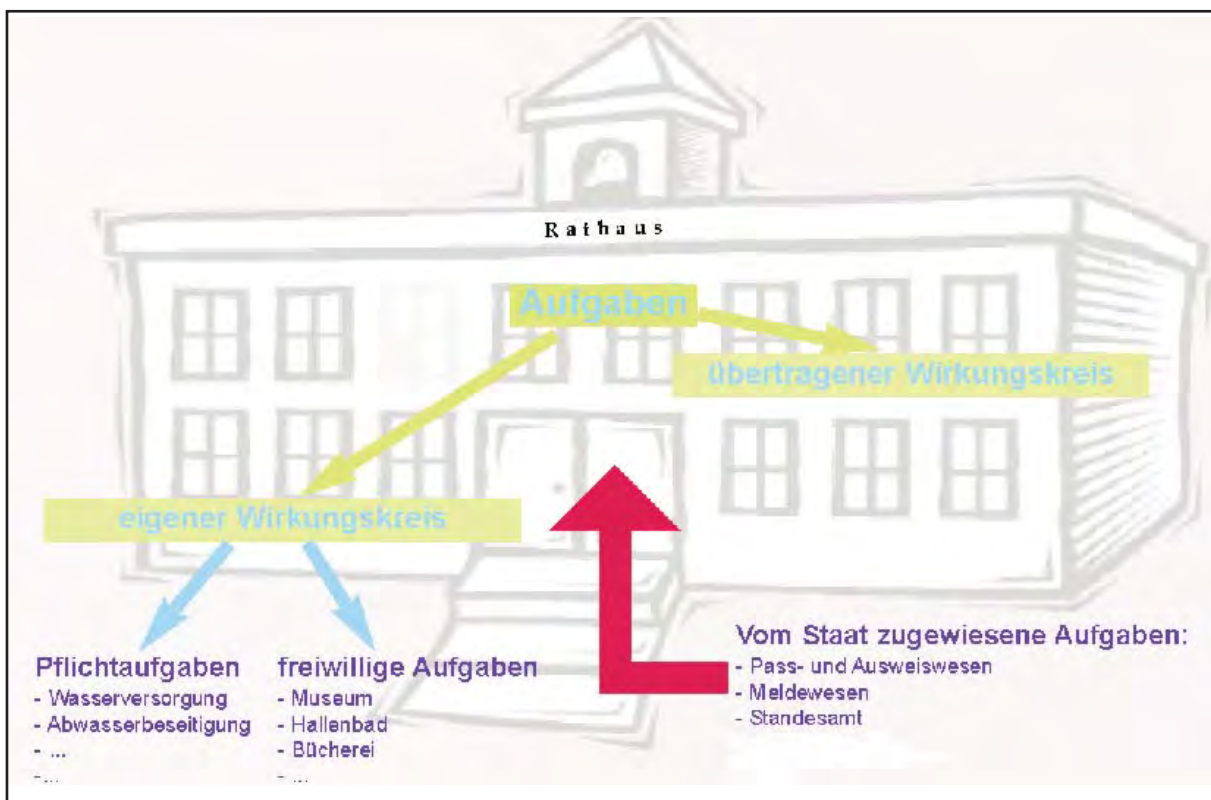 Rathaus
Aufgaben
übertragener Wirkungskreis
eigener Wirkungskreis
Pflichtaufgaben
- Wasserversorgung
- Abwasserbeseitigung
- ...
-...
freiwillige Aufgaben
- Museum
- Hallenbad
- Bücherei
- ...
Vom Staat zugewiesene Aufgaben:
- Pass- und Ausweiswesen
- Meldewesen
- Standesamt